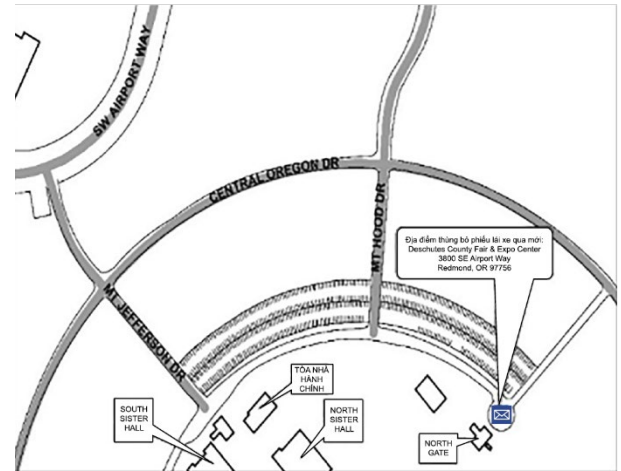 SW AIRPORT WAY
CENTRAL OREGON DR
MT HOOD DR
Địa điểm thùng bỏ phiếu lái xe qua mới:
Deschutes County Fair & Expo Center
3800 SE Airport Way
Redmond, OR 97756
MT JEFFERSON DR
TÒA NHÀ
HÀNH
CHÍNH
SOUTH
SISTER
HALL
NORTH
SISTER
HALL
NORTH
GATE